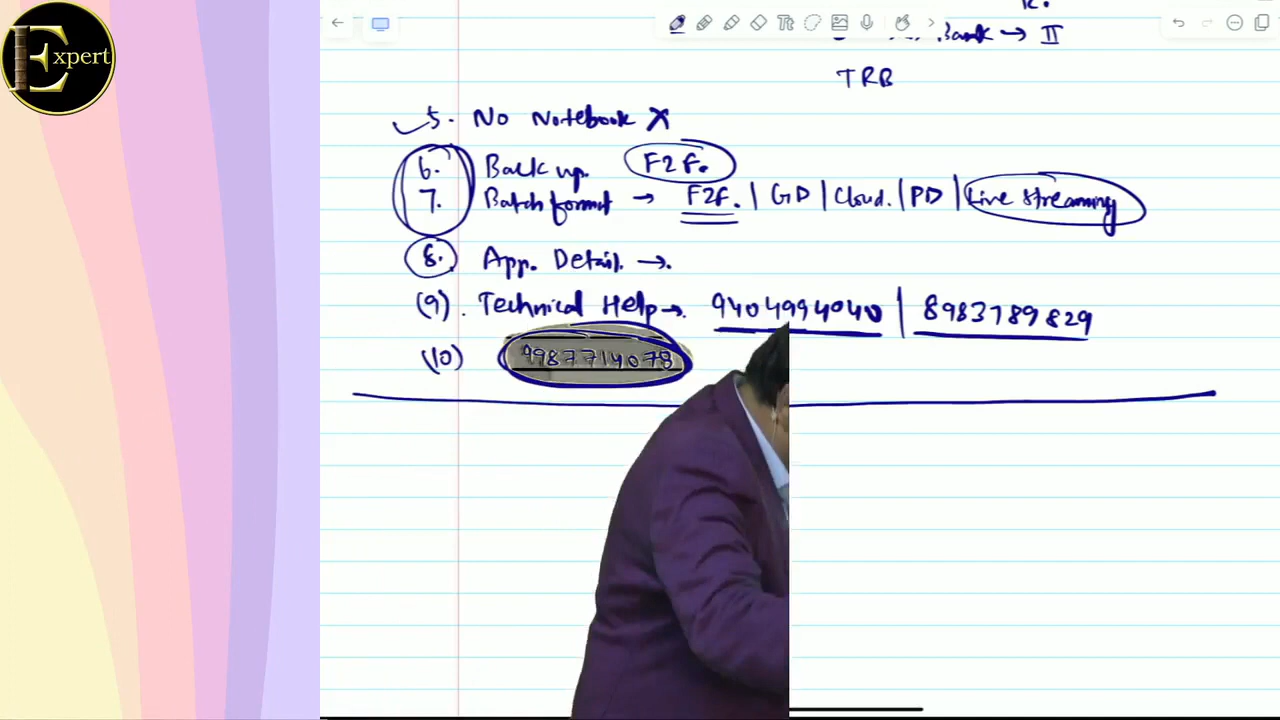 Expert
Bank → II
TRB
5. No Notebook X
6. Back up. F2F.
7. Batch format → F2F. | GD | Cloud. | PD | Live Streaming
8. App. Detail. →.
(9). Technical Help →. 9404994040 | 8983789829
(10) 9987714078